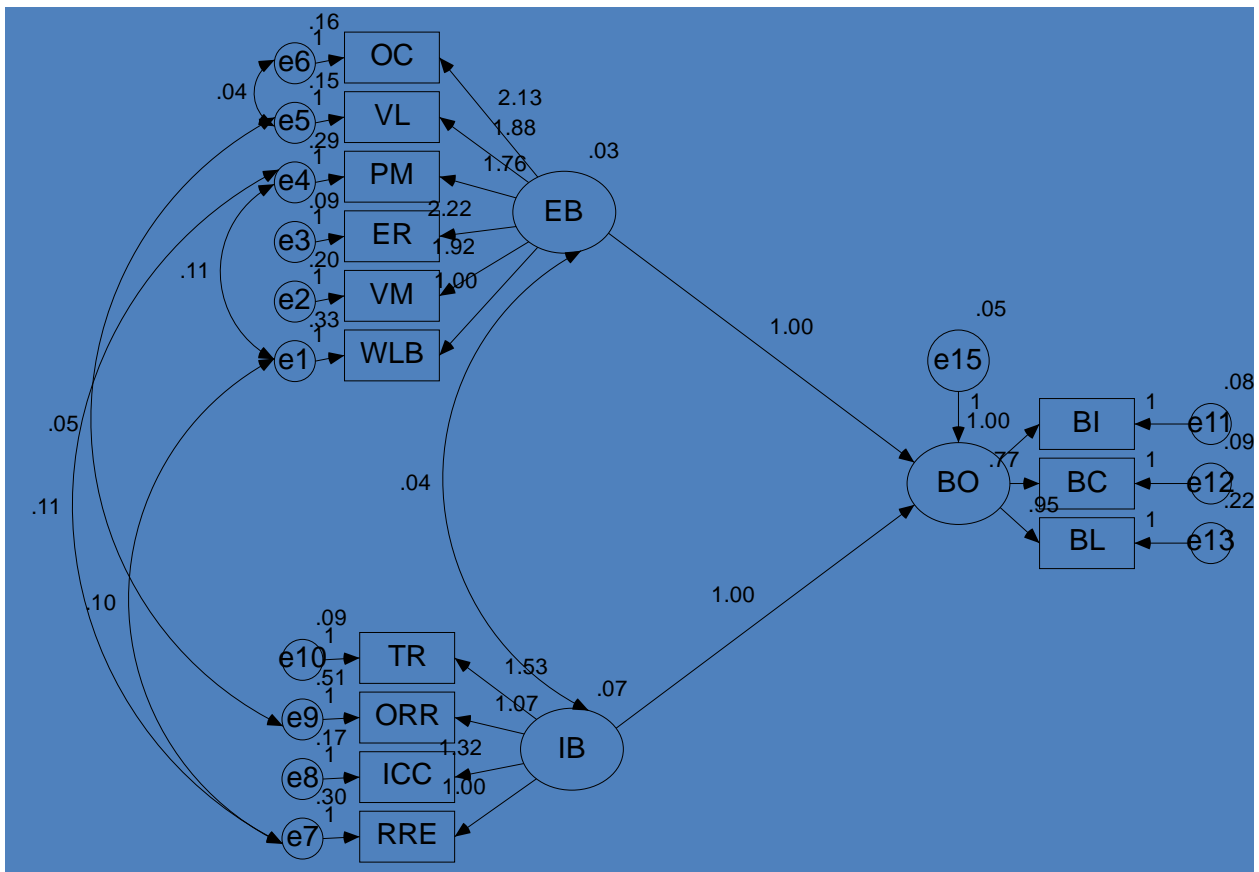 .16
1
e6
OC
.04
.15
1
e5
VL
2.13
1.88
.29
1
e4
PM
1.76
.03
EB
.09
1
e3
ER
2.22
1.92
.11
.20
1
e2
VM
1.00
.33
1
e1
WLB
1.00
.05
e15
1
1.00
.08
1
BI
e11
.09
.77
1
BO
BC
e12
.22
.95
1
BL
e13
.05
.04
.11
.10
1.00
.09
1
e10
TR
1.53
.51
1
e9
ORR
1.07
.07
IB
.17
1
e8
ICC
1.32
1.00
.30
1
e7
RRE